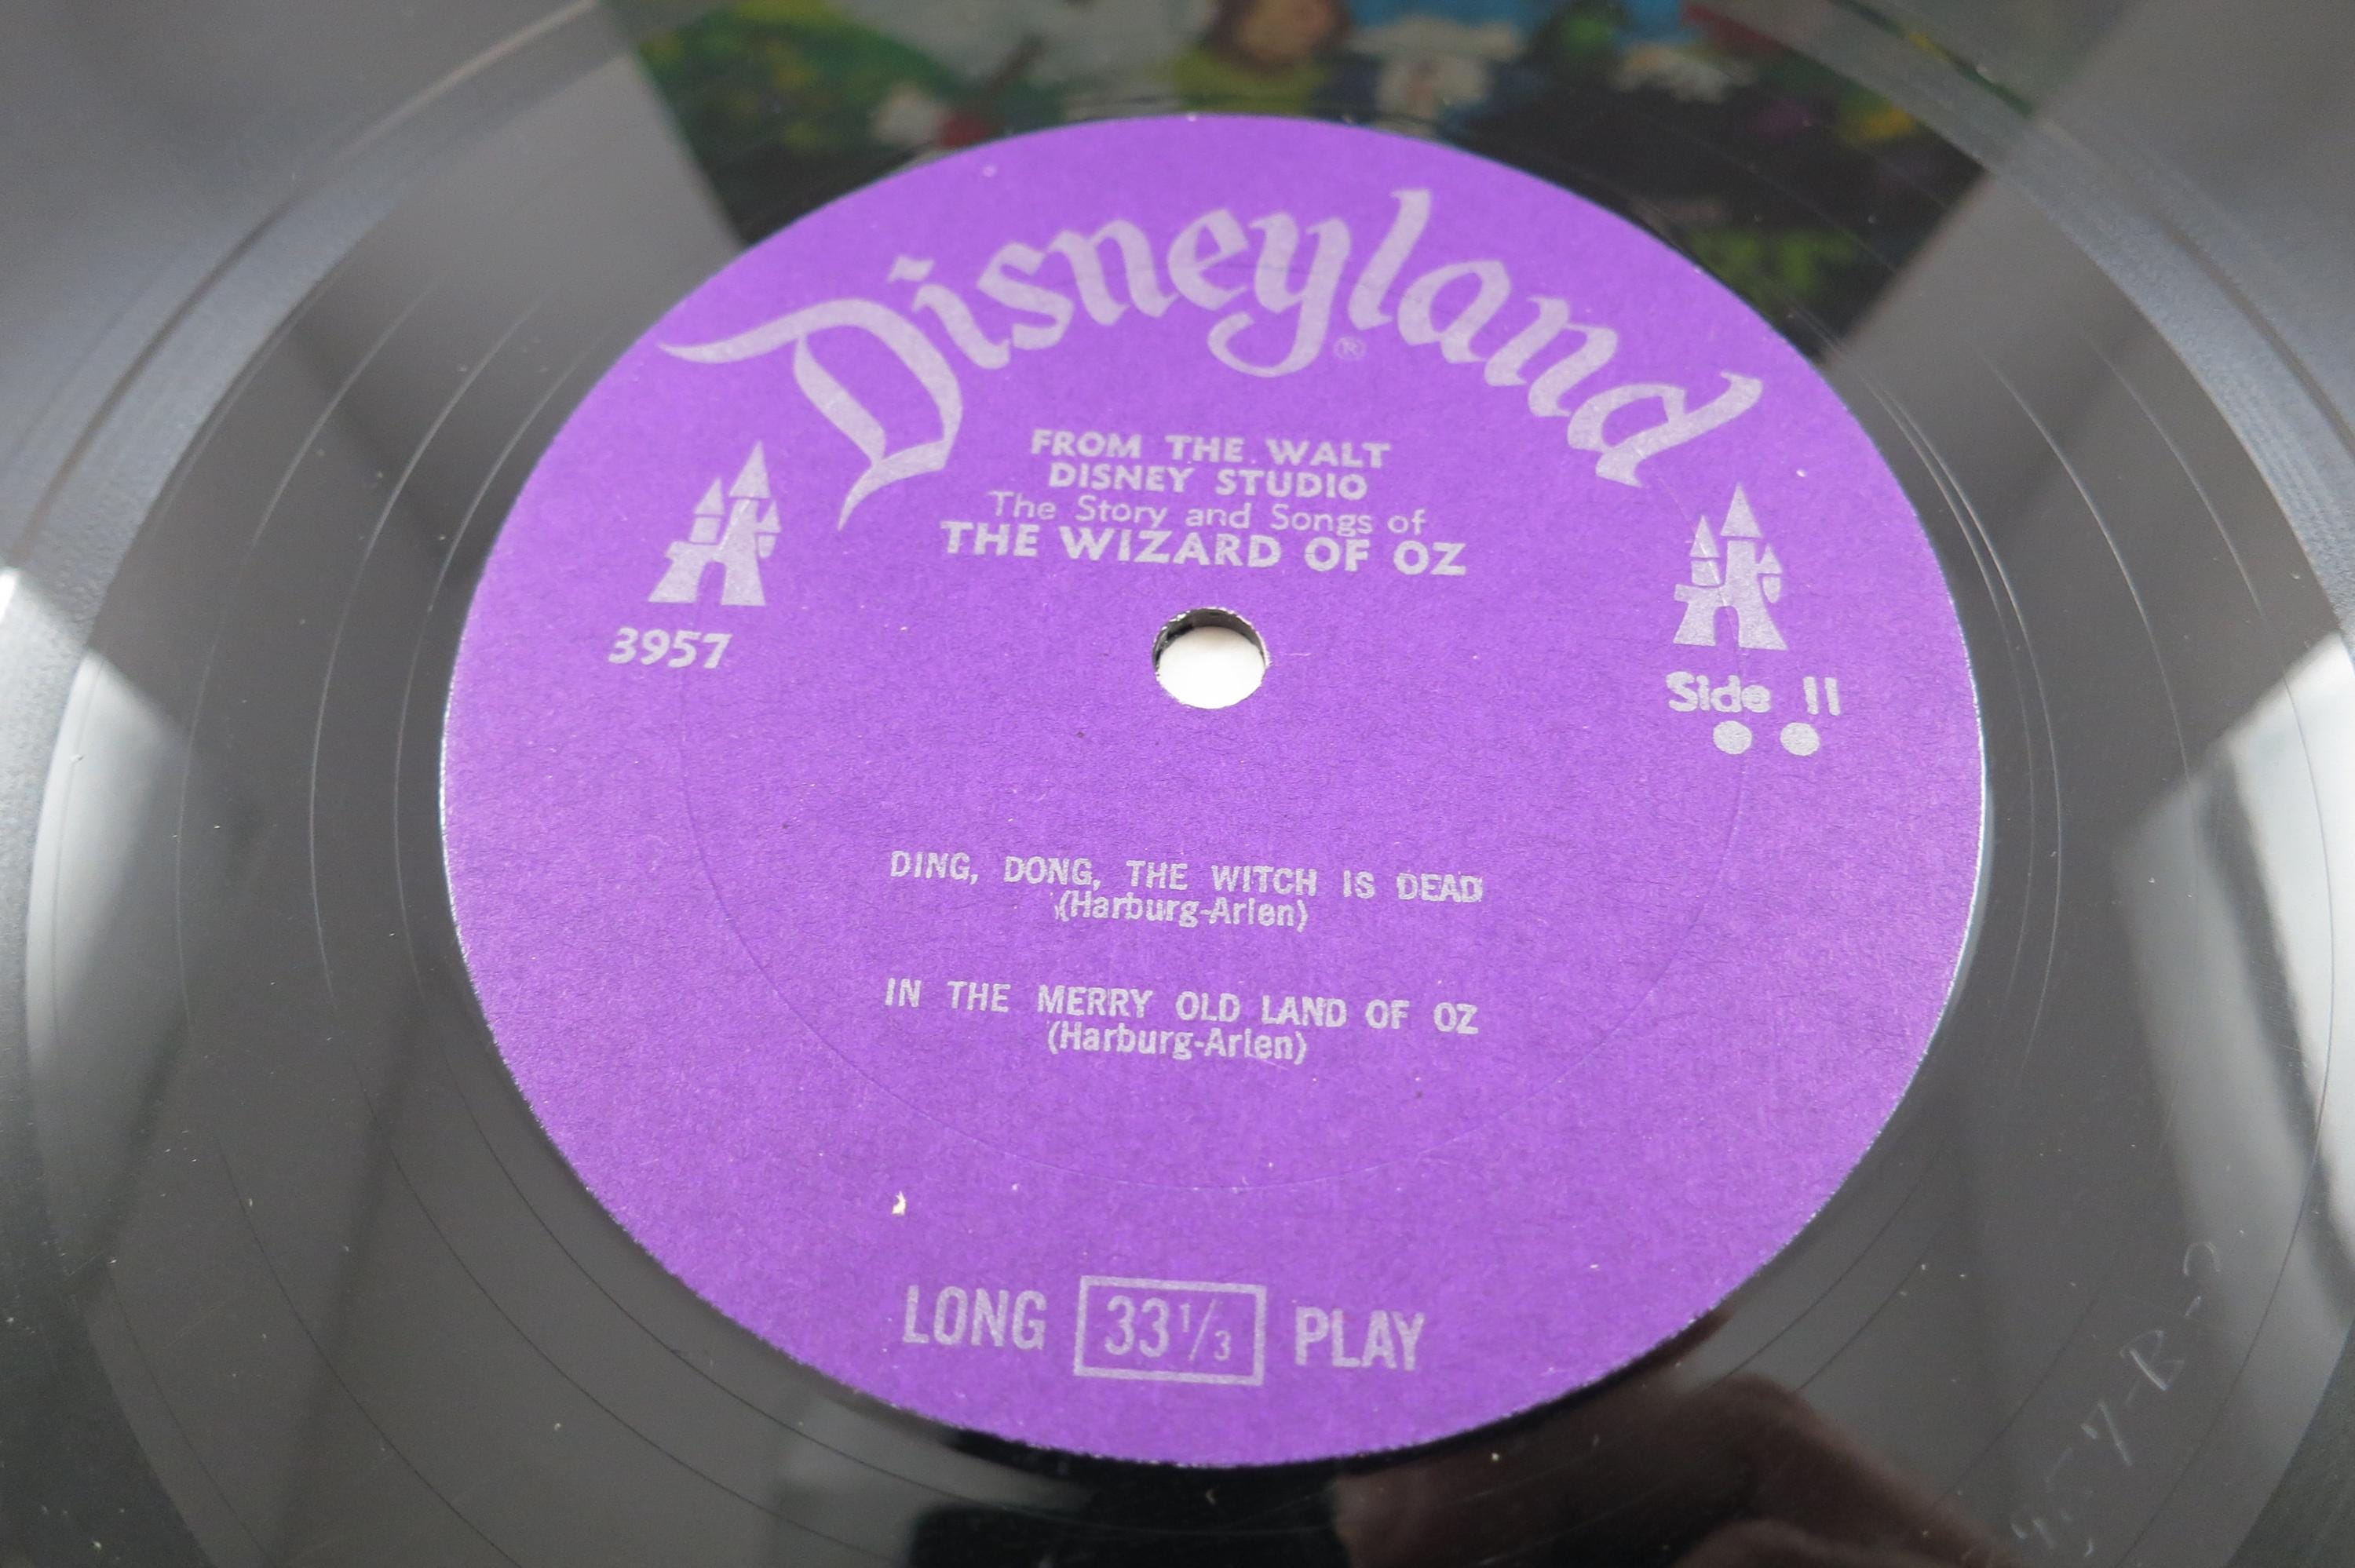 Disneyland®
FROM THE WALT
DISNEY STUDIO
The Story and Songs of
THE WIZARD OF OZ
3957
Side II
DING, DONG, THE WITCH IS DEAD
(Harburg-Arlen)
IN THE MERRY OLD LAND OF OZ
(Harburg-Arlen)
LONG 33 1/3 PLAY